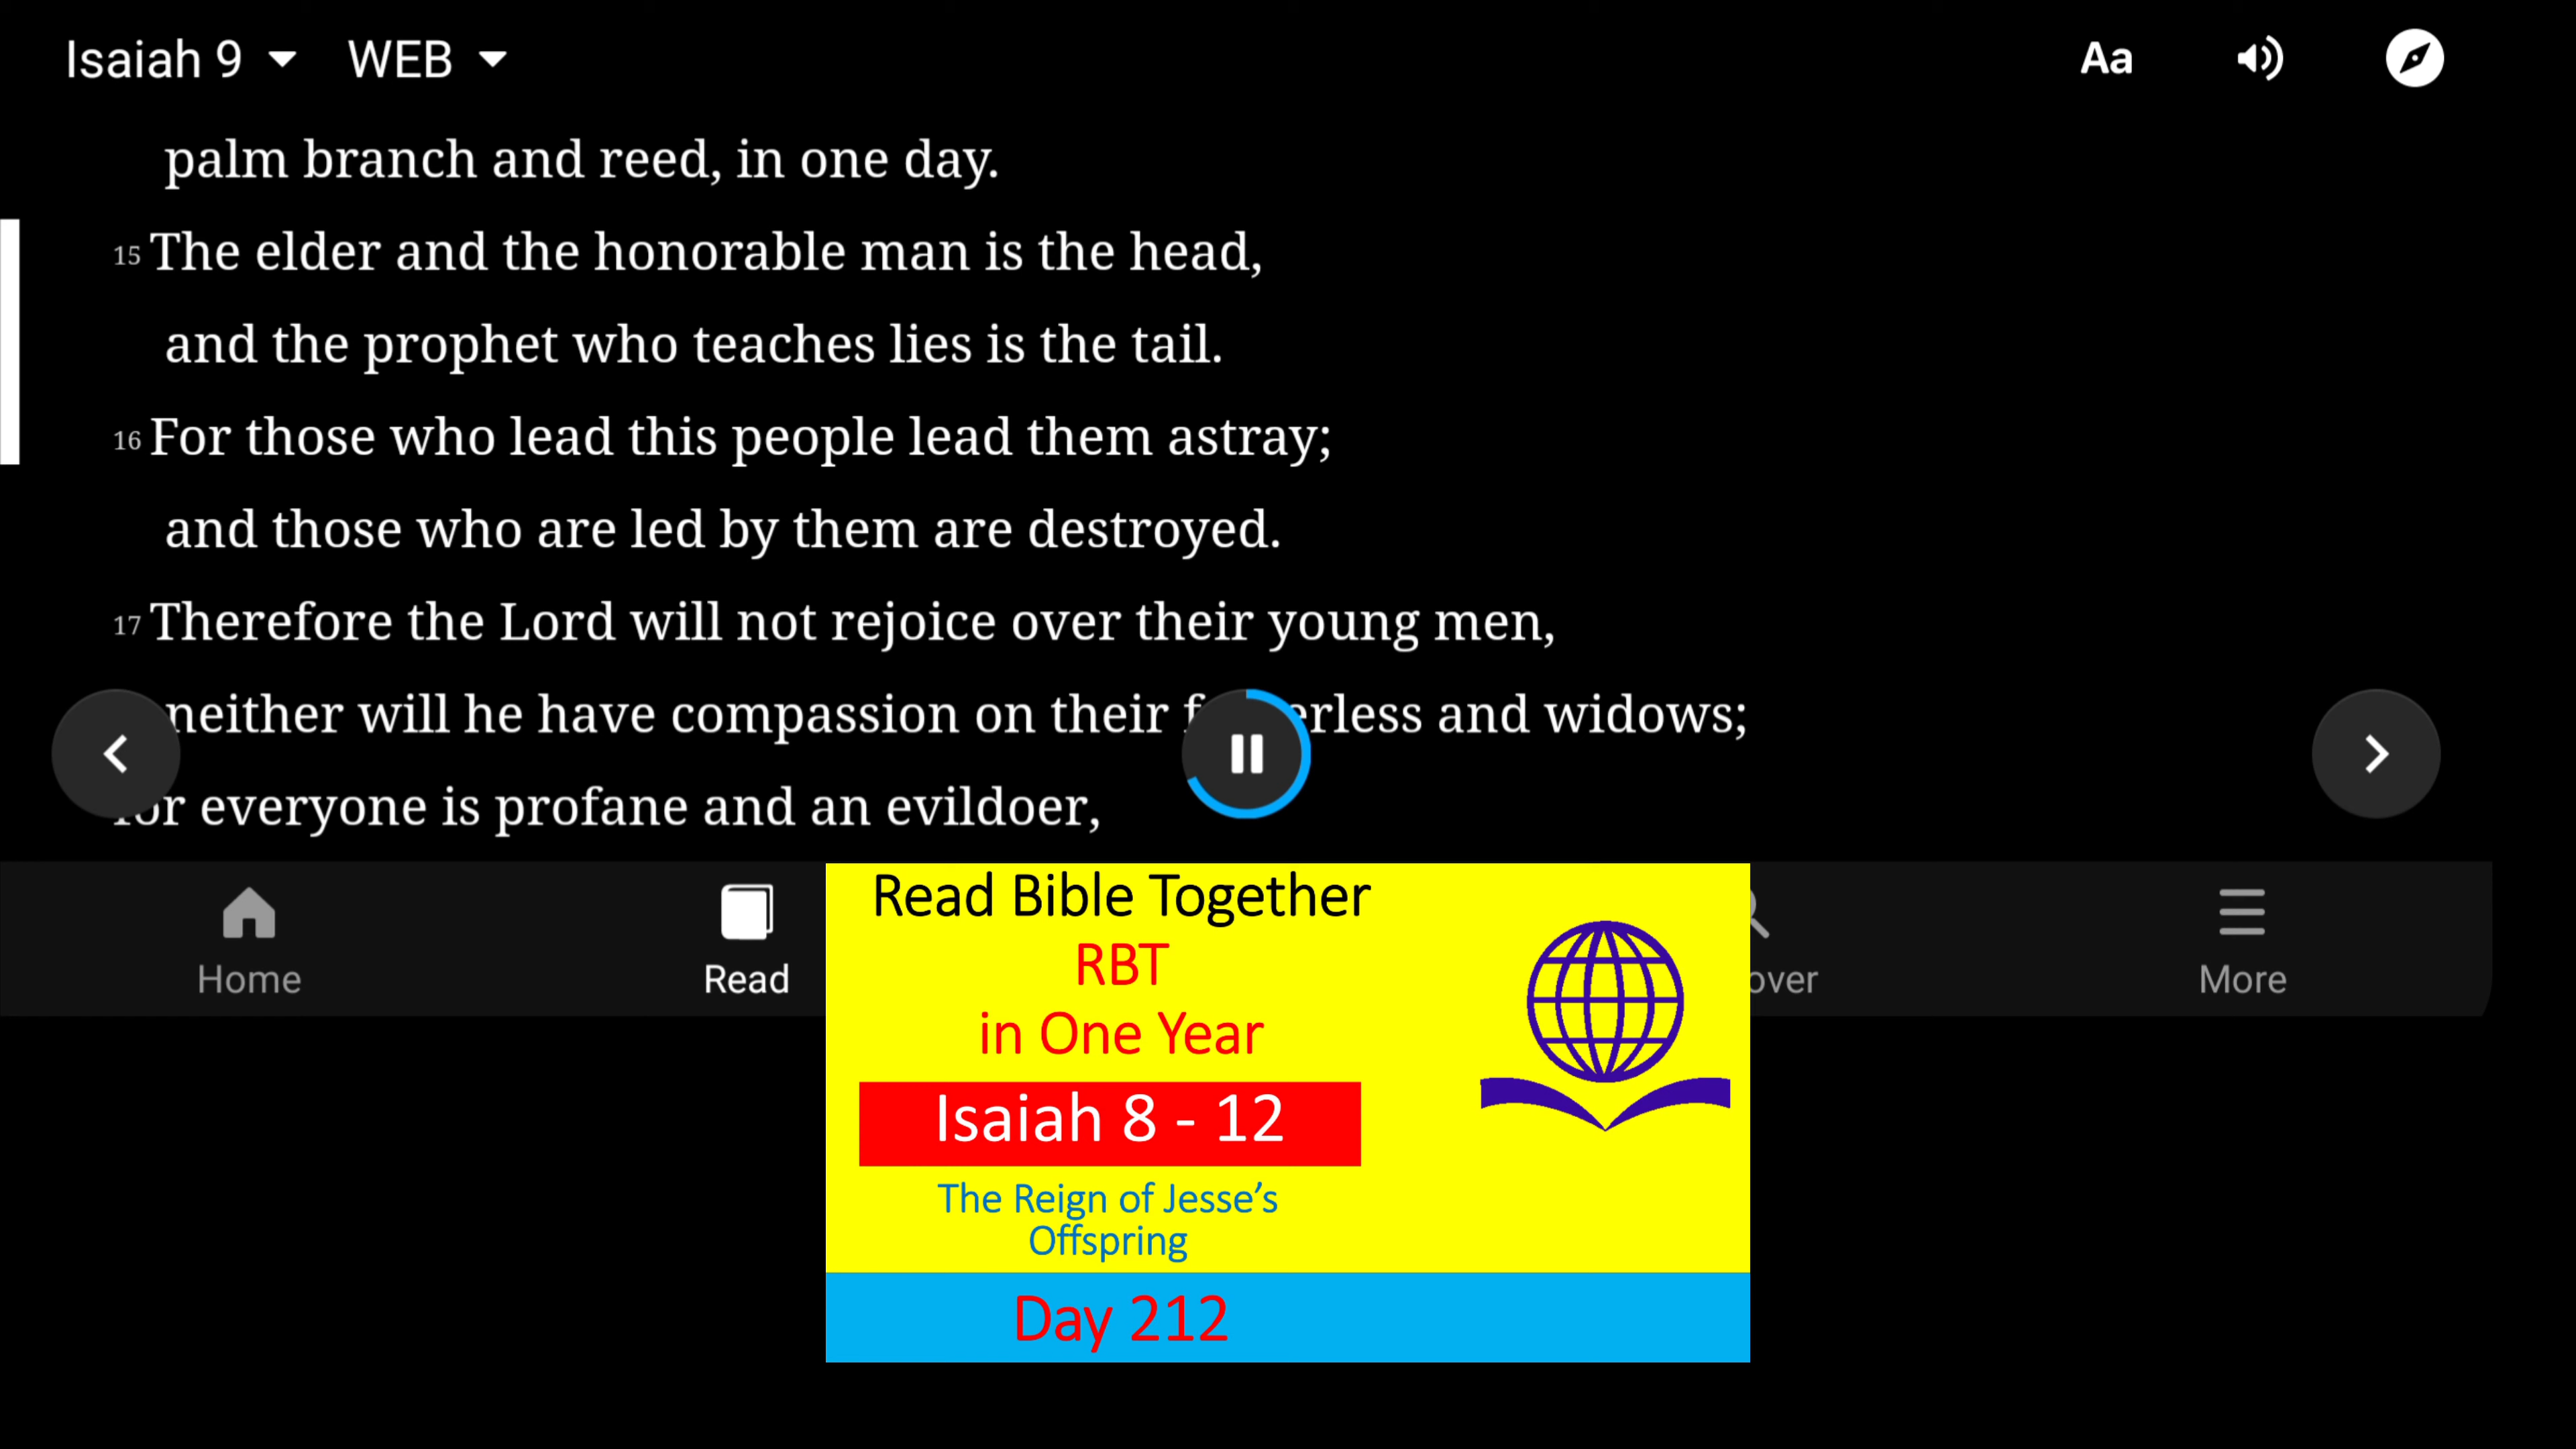 Isaiah 9 WEB Aa
palm branch and reed, in one day.
15 The elder and the honorable man is the head,
and the prophet who teaches lies is the tail.
16 For those who lead this people lead them astray;
and those who are led by them are destroyed.
17 Therefore the Lord will not rejoice over their young men,
neither will he have compassion on their and widows;
everyone is profane and an evildoer,
Home Read More
Read Bible Together
RBT
in One Year
Isaiah 8 - 12
The Reign of Jesse’s
Offspring
Day 212